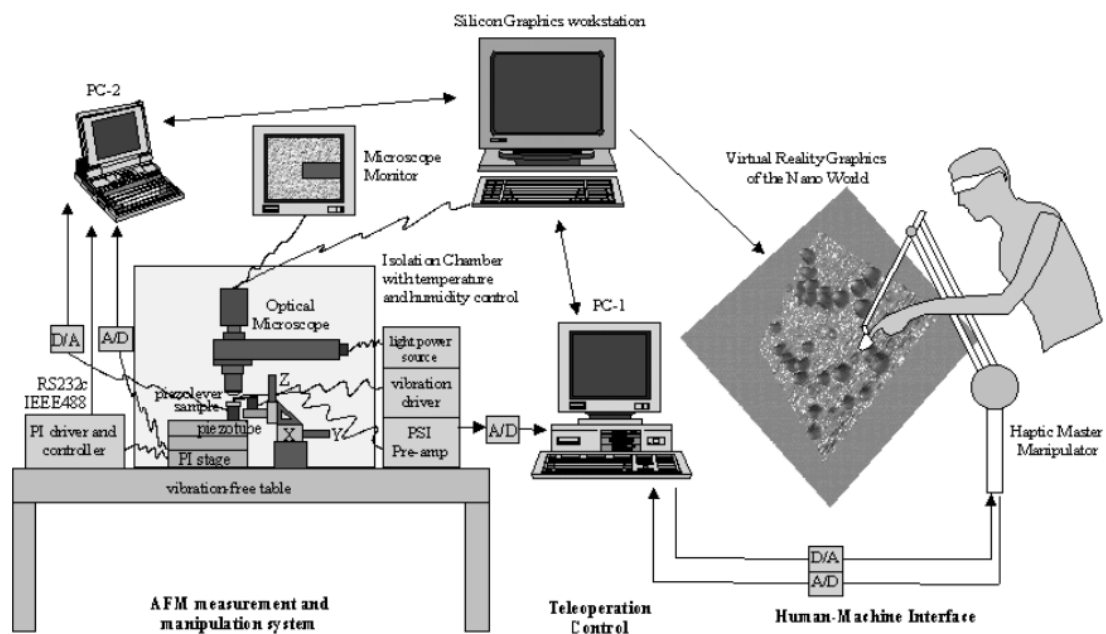 Silicon Graphics workstation
PC-2
Microscope
Monitor
Virtual Reality Graphics
of the Nano World
Isolation Chamber
with temperature
and humidity control
Optical
Microscope
PC-1
D/A
A/D
light power
source
RS232c
IEEE488
piezolever
sample
Z
vibration
driver
PI driver and
controller
piezotube
X
Y
PSI
Pre-amp
A/D
PI stage
Haptic Master
Manipulator
vibration-free table
D/A
A/D
AFM measurement and
manipulation system
Teleoperation
Control
Human-Machine Interface